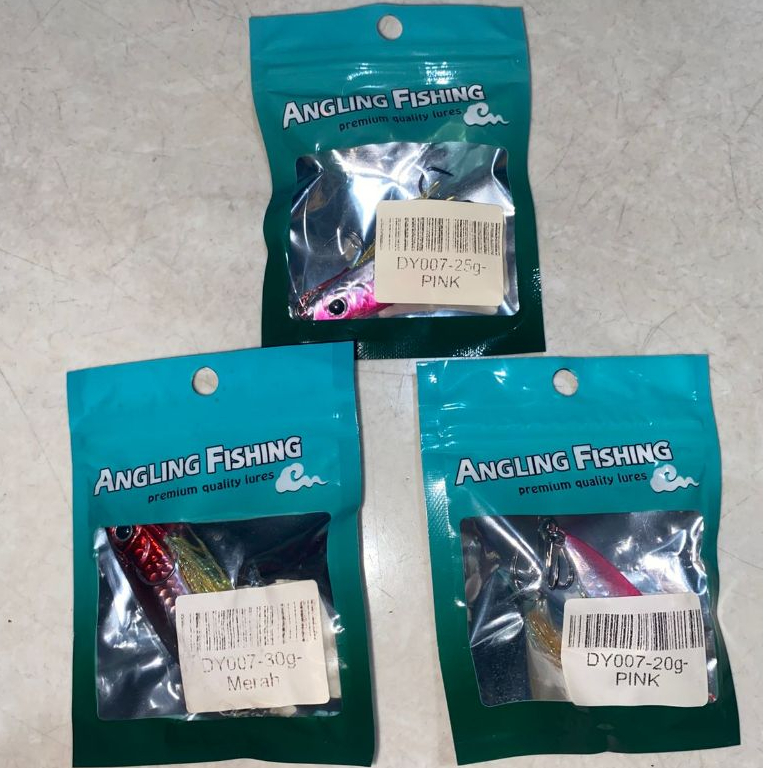 ANGLING FISHING
premium quality lures
DY007-25g-
PINK
ANGLING FISHING
premium quality lures
DY007-30g-
Merah
ANGLING FISHING
premium quality lures
DY007-20g-
PINK